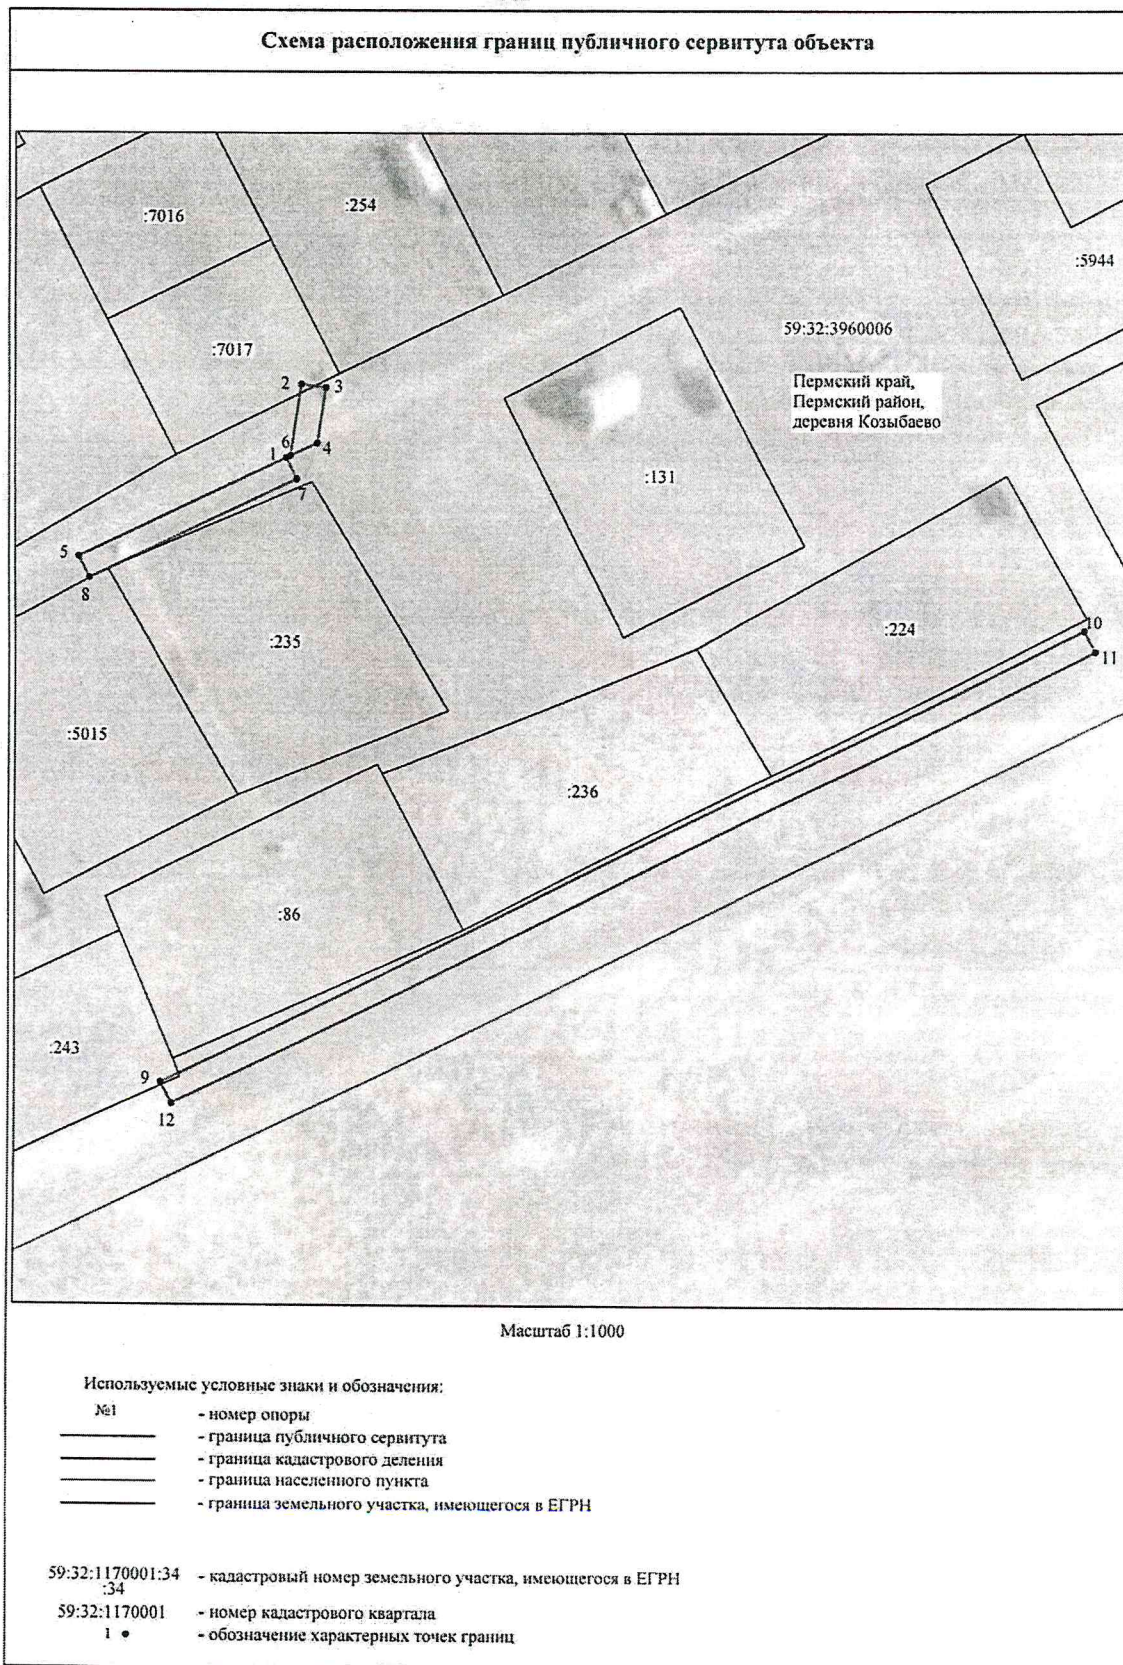 Схема расположения границ публичного сервитута объекта
:7016
:254
:5944
:7017
59:32:3960006
Пермский край,
Пермский район,
деревня Козыбаево
2
3
6
1
4
7
:131
5
8
:235
:224
10
11
:5015
:236
:86
:243
9
12
Масштаб 1:1000
Используемые условные знаки и обозначения:
№1 - номер опоры
- граница публичного сервитута
- граница кадастрового деления
- граница населенного пункта
- граница земельного участка, имеющегося в ЕГРН
59:32:1170001:34 - кадастровый номер земельного участка, имеющегося в ЕГРН
:34
59:32:1170001 - номер кадастрового квартала
1 - обозначение характерных точек границ